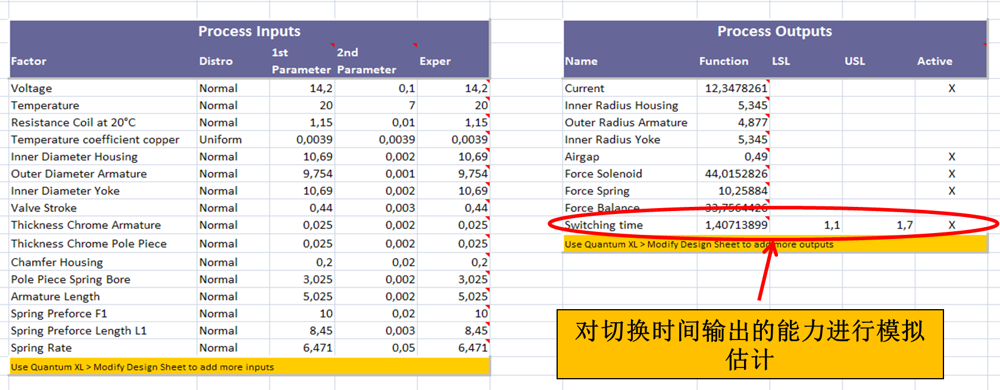 Process Inputs
Factor Distro 1st Parameter 2nd Parameter Exper
Voltage Normal 14,2 0,1 14,2
Temperature Normal 20 7 20
Resistance Coil at 20°C Normal 1,15 0,01 1,15
Temperature coefficient copper Uniform 0,0039 0,0039 0,0039
Inner Diameter Housing Normal 10,69 0,002 10,69
Outer Diameter Armature Normal 9,754 0,001 9,754
Inner Diameter Yoke Normal 10,69 0,002 10,69
Valve Stroke Normal 0,44 0,003 0,44
Thickness Chrome Armature Normal 0,025 0,002 0,025
Thickness Chrome Pole Piece Normal 0,025 0,002 0,025
Chamfer Housing Normal 0,2 0,02 0,2
Pole Piece Spring Bore Normal 3,025 0,002 3,025
Armature Length Normal 5,025 0,002 5,025
Spring Preforce F1 Normal 10 0,02 10
Spring Preforce Length L1 Normal 8,45 0,003 8,45
Spring Rate Normal 6,471 0,05 6,471
Use Quantum XL > Modify Design Sheet to add more inputs
Process Outputs
Name Function LSL USL Active
Current 12,3478261 X
Inner Radius Housing 5,345
Outer Radius Armature 4,877
Inner Radius Yoke 5,345
Airgap 0,49 X
Force Solenoid 44,0152826 X
Force Spring 10,25884 X
Force Balance 33,7564426
Switching time 1,40713899 1,1 1,7 X
Use Quantum XL > Modify Design Sheet to add more outputs
对切换时间输出的能力进行模拟
估计